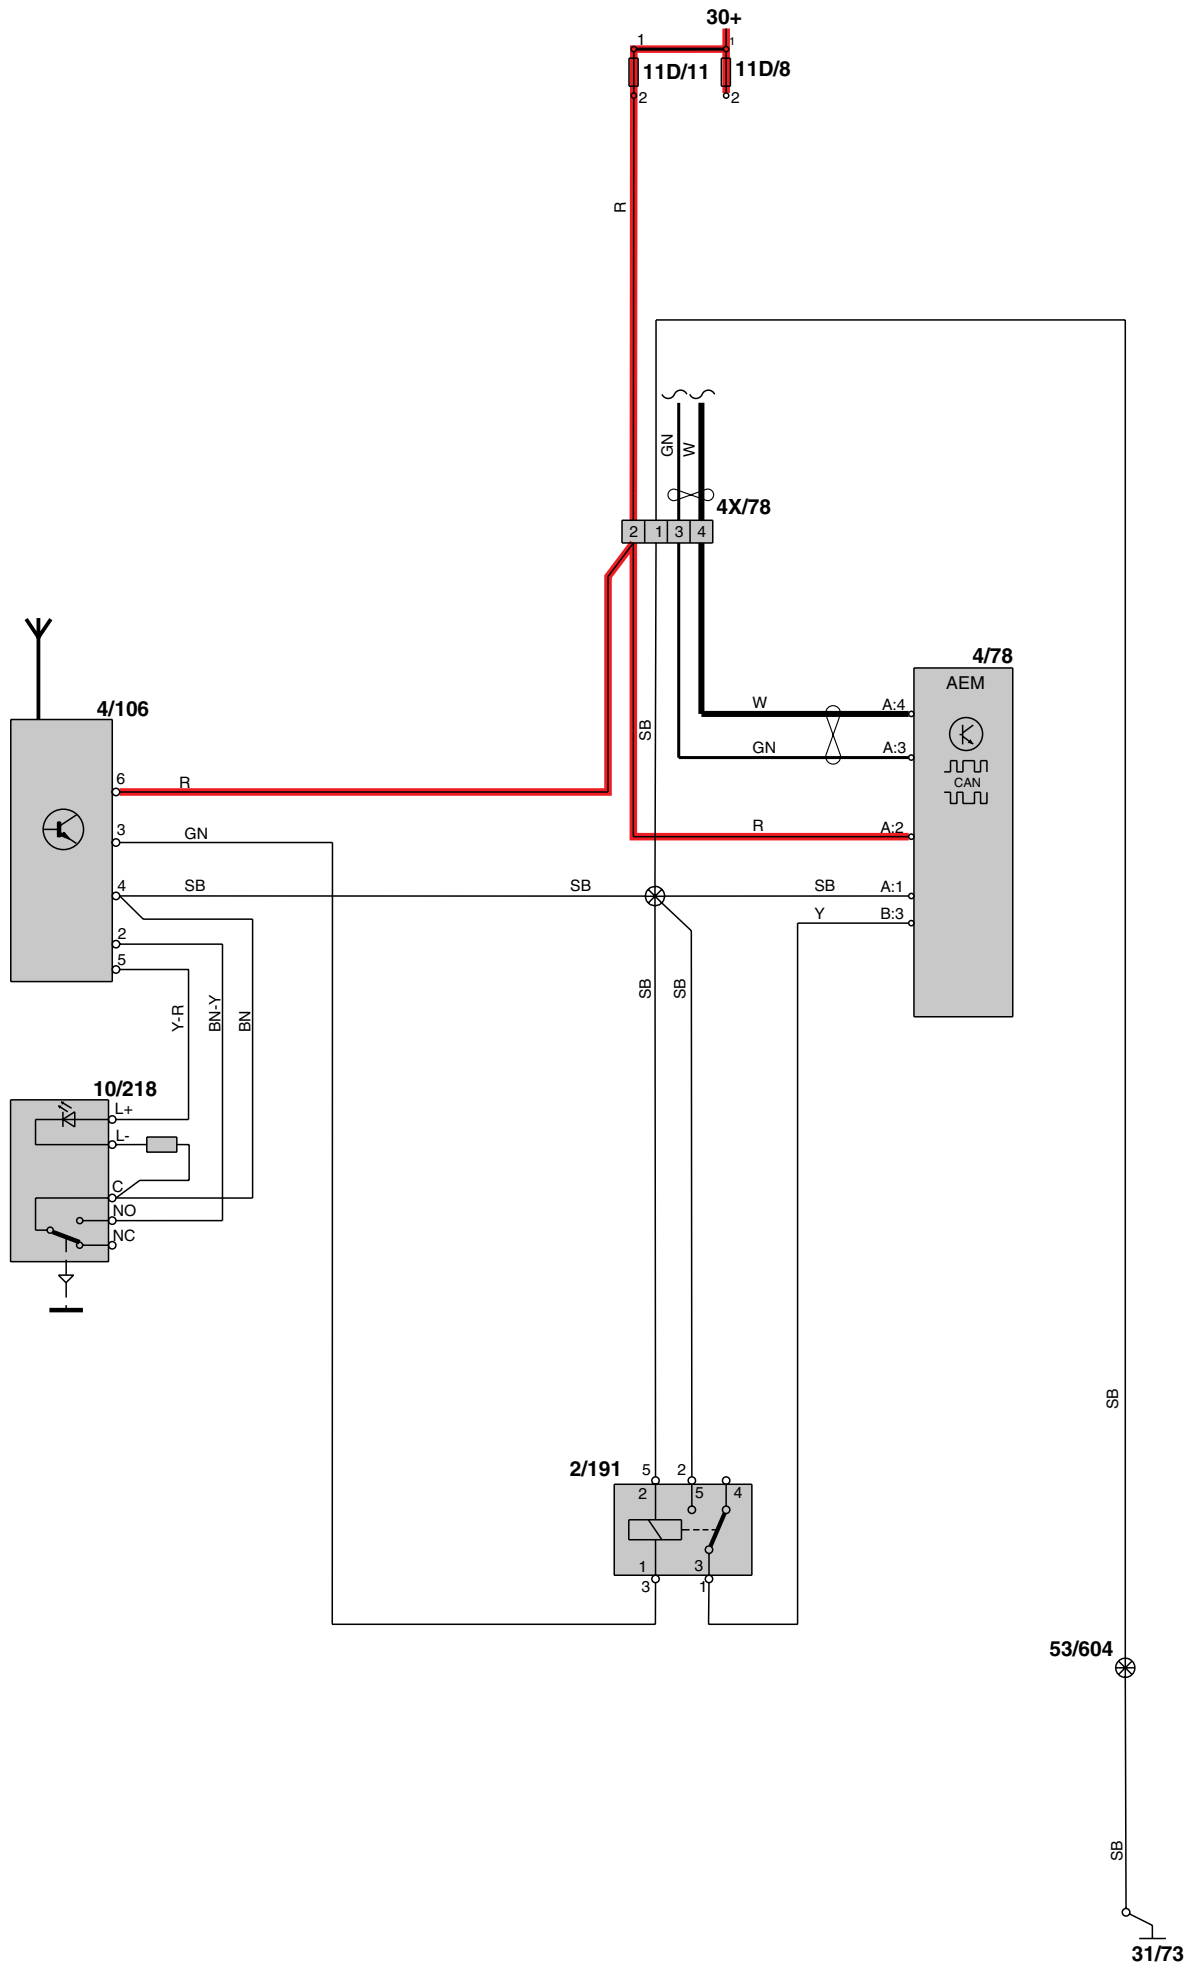 30+
1
1
11D/11
11D/8
2
2
R
GN
W
4X/78
2
1
3
4
4/78
AEM
CAN
4/106
W
A:4
SB
GN
A:3
6
R
3
GN
R
A:2
4
SB
SB
SB
A:1
2
Y
B:3
5
Y-R
BN-Y
BN
SB
SB
10/218
L+
L-
C
NO
NC
SB
2/191
5
2
2
5
4
1
3
3
1
53/604
SB
31/73